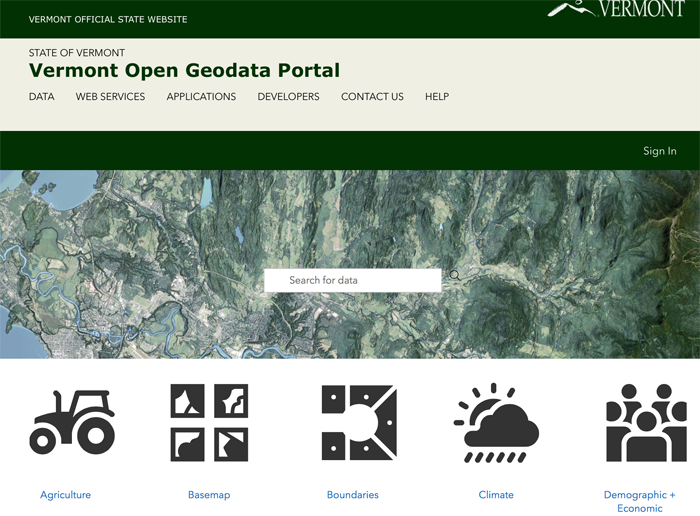 VERMONT OFFICIAL STATE WEBSITE
VERMONT
STATE OF VERMONT
Vermont Open Geodata Portal
DATA WEB SERVICES APPLICATIONS DEVELOPERS CONTACT US HELP
Sign In
Search for data
Agriculture Basemap Boundaries Climate Demographic +
Economic